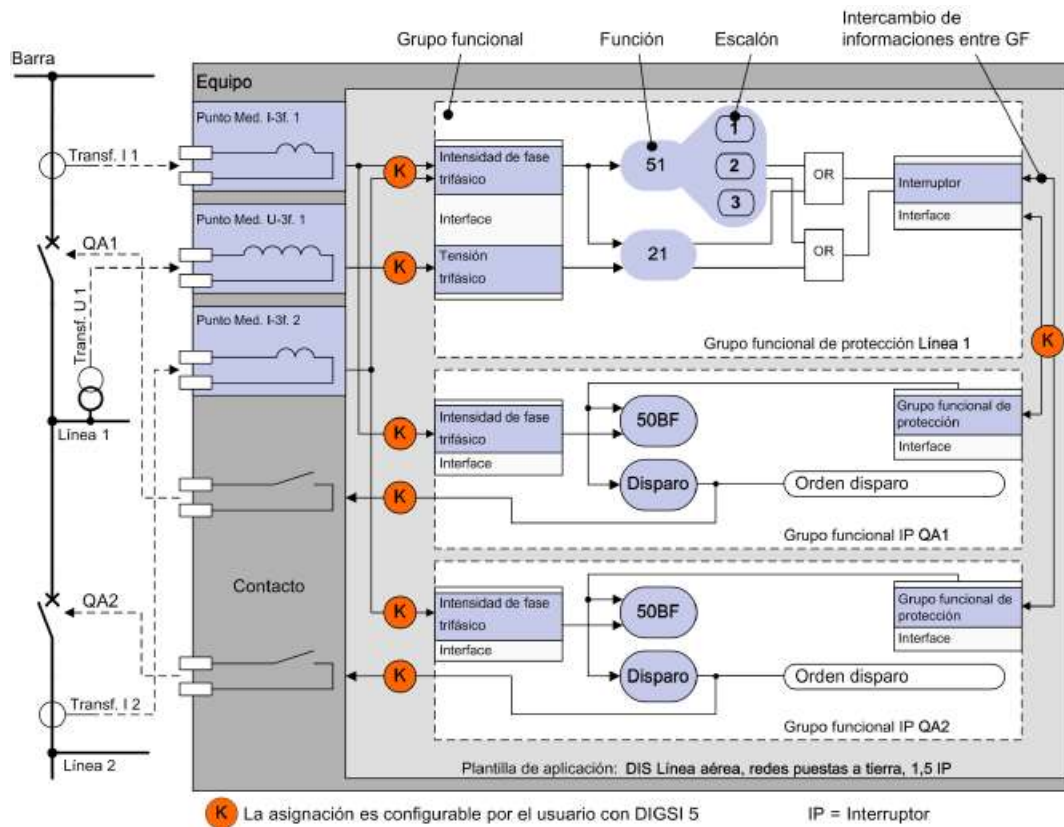 Grupo funcional
Función
Escalón
Intercambio de
informaciones entre GF
Barra
Equipo
Punto Med. I-3f. 1
Transf. I 1
K
Intensidad de fase
trifásico
Interface
Tensión
trifásico
51
1
2
3
OR
Interruptor
Interface
Punto Med. U-3f. 1
QA1
K
21
OR
Transf. U 1
Punto Med. I-3f. 2
Grupo funcional de protección Línea 1
K
Línea 1
K
Intensidad de fase
trifásico
Interface
50BF
Grupo funcional de
protección
Interface
K
Disparo
Orden disparo
Grupo funcional IP QA1
Contacto
QA2
K
Intensidad de fase
trifásico
Interface
50BF
Grupo funcional de
protección
Interface
K
Disparo
Orden disparo
Transf. I 2
Grupo funcional IP QA2
Línea 2
Plantilla de aplicación: DIS Línea aérea, redes puestas a tierra, 1,5 IP
K La asignación es configurable por el usuario con DIGSI 5
IP = Interruptor